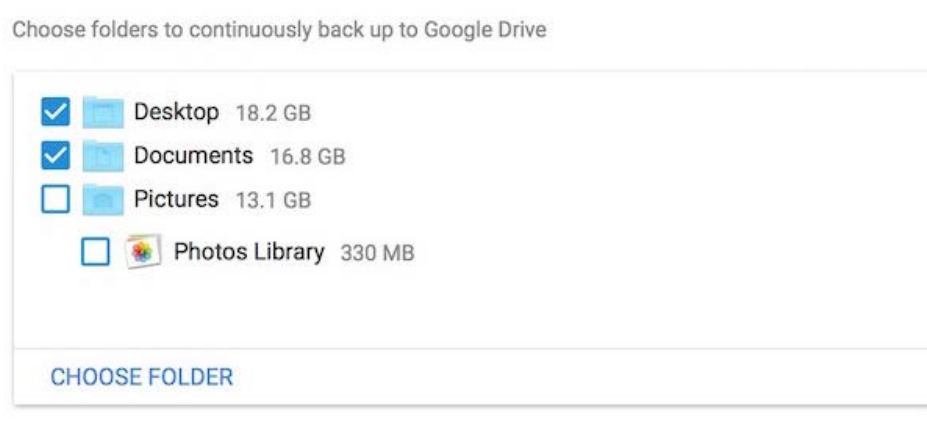 Choose folders to continuously back up to Google Drive
Desktop 18.2 GB
Documents 16.8 GB
Pictures 13.1 GB
Photos Library 330 MB
CHOOSE FOLDER